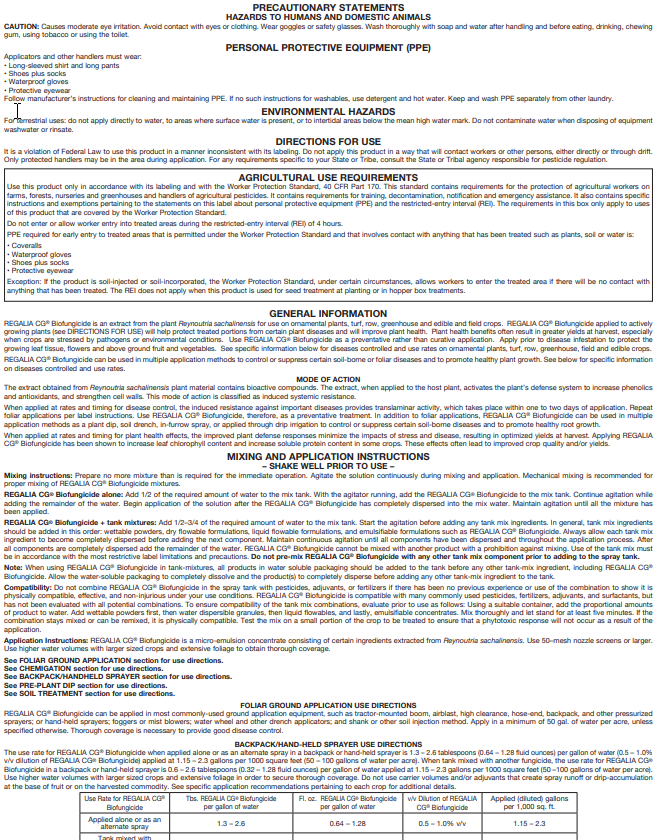 PRECAUTIONARY STATEMENTS
HAZARDS TO HUMANS AND DOMESTIC ANIMALS
CAUTION: Causes moderate eye irritation. Avoid contact with eyes or clothing. Wear goggles or safety glasses. Wash thoroughly with soap and water after handling and before eating, drinking, chewing
gum, using tobacco or using the toilet.
PERSONAL PROTECTIVE EQUIPMENT (PPE)
Applicators and other handlers must wear:
• Long-sleeved shirt and long pants
• Shoes plus socks
• Waterproof gloves
• Protective eyewear
Follow manufacturer's instructions for cleaning and maintaining PPE. If no such instructions for washables, use detergent and hot water. Keep and wash PPE separately from other laundry.
ENVIRONMENTAL HAZARDS
For terrestrial uses: do not apply directly to water, to areas where surface water is present, or to intertidal areas below the mean high water mark. Do not contaminate water when disposing of equipment
washwater or rinsate.
DIRECTIONS FOR USE
It is a violation of Federal Law to use this product in a manner inconsistent with its labeling. Do not apply this product in a way that will contact workers or other persons, either directly or through drift.
Only protected handlers may be in the area during application. For any requirements specific to your State or Tribe, consult the State or Tribal agency responsible for pesticide regulation.
AGRICULTURAL USE REQUIREMENTS
Use this product only in accordance with its labeling and with the Worker Protection Standard, 40 CFR Part 170. This standard contains requirements for the protection of agricultural workers on
farms, forests, nurseries and greenhouses and handlers of agricultural pesticides. It contains requirements for training, decontamination, notification and emergency assistance. It also contains specific
instructions and exemptions pertaining to the statements on this label about personal protective equipment (PPE) and the restricted-entry interval (REI). The requirements in this box only apply to uses
of this product that are covered by the Worker Protection Standard.
Do not enter or allow worker entry into treated areas during the restricted-entry interval (REI) of 4 hours.
PPE required for early entry to treated areas that is permitted under the Worker Protection Standard and that involves contact with anything that has been treated such as plants, soil or water is:
• Coveralls
• Waterproof gloves
• Shoes plus socks
• Protective eyewear
Exception: If the product is soil-injected or soil-incorporated, the Worker Protection Standard, under certain circumstances, allows workers to enter the treated area if there will be no contact with
anything that has been treated. The REI does not apply when this product is used for seed treatment at planting or in hopper box treatments.
GENERAL INFORMATION
REGALIA CG® Biofungicide is an extract from the plant Reynoutria sachalinensis for use on ornamental plants, turf, row, greenhouse and edible and field crops. REGALIA CG® Biofungicide applied to actively
growing plants (see DIRECTIONS FOR USE) will help protect treated portions from certain plant diseases and will improve plant health. Plant health benefits often result in greater yields at harvest, especially
when crops are stressed by pathogens or environmental conditions. Use REGALIA CG® Biofungicide as a preventative rather than curative application. Apply prior to disease infestation to protect the
growing leaf tissue, flowers and above ground fruit and vegetables. See specific information below for diseases controlled and use rates on ornamental plants, turf, row, greenhouse, field and edible crops.
REGALIA CG® Biofungicide can be used in multiple application methods to control or suppress certain soil-borne or foliar diseases and to promote healthy plant growth. See below for specific information
on diseases controlled and use rates.
MODE OF ACTION
The extract obtained from Reynoutria sachalinensis plant material contains bioactive compounds. The extract, when applied to the host plant, activates the plant's defense system to increase phenolics
and antioxidants, and strengthen cell walls. This mode of action is classified as induced systemic resistance.
When applied at rates and timing for disease control, the induced resistance against important diseases provides translaminar activity, which takes place within one to two days of application. Repeat
foliar applications per label instructions. Use REGALIA CG® Biofungicide, therefore, as a preventative treatment. In addition to foliar applications, REGALIA CG® Biofungicide can be used in multiple
application methods as a plant dip, soil drench, in-furrow spray, or applied through drip irrigation to control or suppress certain soil-borne diseases and to promote healthy root growth.
When applied at rates and timing for plant health effects, the improved plant defense responses minimize the impacts of stress and disease, resulting in optimized yields at harvest. Applying REGALIA
CG® Biofungicide has been shown to increase leaf chlorophyll content and increase soluble protein content in some crops. These effects often lead to improved crop quality and/or yields.
MIXING AND APPLICATION INSTRUCTIONS
– SHAKE WELL PRIOR TO USE –
Mixing instructions: Prepare no more mixture than is required for the immediate operation. Agitate the solution continuously during mixing and application. Mechanical mixing is recommended for
proper mixing of REGALIA CG® Biofungicide.
REGALIA CG® Biofungicide alone: Add 1/2 of the required amount of water to the mix tank. With the agitator running, add the REGALIA CG® Biofungicide to the mix tank. Continue agitation while
adding the remainder of the water. Begin application of the solution after the REGALIA CG® Biofungicide has completely dispersed into the mix water. Maintain agitation until all the mixture has
been applied.
REGALIA CG® Biofungicide + tank mixtures: Add 1/2–3/4 of the required amount of water to the mix tank. Start the agitation before adding any tank mix ingredients. In general, tank mix ingredients
should be added in this order: wettable powders, dry flowable formulations, liquid flowable formulations, and emulsifiable formulations such as REGALIA CG® Biofungicide. Always allow each tank mix
ingredient to become completely dispersed before adding the next component. Maintain continuous agitation until all components have been dispersed and throughout the application process. After
all components are completely dispersed add the remainder of the water. REGALIA CG® Biofungicide cannot be mixed with another product with a prohibition against mixing. Use of the tank mix must
be in accordance with the most restrictive label limitations and precautions. Do not pre-mix REGALIA CG® Biofungicide with any other tank mix component prior to adding to the spray tank.
Note: When using REGALIA CG® Biofungicide in tank-mixtures, all products in water soluble packaging should be added to the tank before any other tank-mix ingredient, including REGALIA CG®
Biofungicide. Allow the water-soluble packaging to completely dissolve and the product(s) to completely disperse before adding any other tank-mix ingredient to the tank.
Compatibility: Do not combine REGALIA CG® Biofungicide in the spray tank with pesticides, adjuvants, or fertilizers if there has been no previous experience or use of the combination to show it is
physically compatible, effective, and non-injurious under your use conditions. REGALIA CG® Biofungicide is compatible with many commonly used pesticides, fertilizers, adjuvants, and surfactants, but
has not been evaluated with all potential combinations. To ensure compatibility of the tank mix combinations, evaluate prior to use as follows: Using a suitable container, add the proportional amounts
of product to water. Add wettable powders first, then water dispersible granules, then liquid flowables, and lastly, emulsifiable concentrates. Mix thoroughly and let stand for at least five minutes. If the
combination stays mixed or can be remixed, it is physically compatible. Test the mix on a small portion of the crop to be treated to ensure that a phytotoxic response will not occur as a result of the
application.
Application Instructions: REGALIA CG® Biofungicide is a micro-emulsion concentrate consisting of certain ingredients extracted from Reynoutria sachalinensis. Use 50–mesh nozzle screens or larger.
Use higher water volumes with larger sized crops and extensive foliage to obtain thorough coverage.
See FOLIAR GROUND APPLICATION section for use directions.
See CHEMIGATION section for use directions.
See BACKPACK/HANDHELD SPRAYER section for use directions.
See PRE-PLANT DIP section for use directions.
See SOIL TREATMENT section for use directions.
FOLIAR GROUND APPLICATION USE DIRECTIONS
REGALIA CG® Biofungicide can be applied in most commonly-used ground application equipment, such as tractor-mounted boom, airblast, high clearance, hose-end, backpack, and other pressurized
sprayers; or hand-held sprayers; foggers or mist blowers; water wheel and other drench applicators; and shank or other soil injection method. Apply in a minimum of 50 gal. of water per acre, unless
specified otherwise. Thorough coverage is necessary to provide good disease control.
BACKPACK/HAND-HELD SPRAYER USE DIRECTIONS
The use rate for REGALIA CG® Biofungicide when applied alone or as an alternate spray in a backpack or hand-held sprayer is 1.3 – 2.6 tablespoons (0.64 – 1.28 fluid ounces) per gallon of water (0.5 – 1.0%
v/v dilution of REGALIA CG® Biofungicide) applied at 1.15 – 2.3 gallons per 1000 square feet (50 – 100 gallons of water per acre). When tank mixed with another fungicide, the use rate for REGALIA CG®
Biofungicide in a backpack or hand-held sprayer is 0.6 – 2.6 tablespoons (0.32 – 1.28 fluid ounces) per gallon of water applied at 1.15 – 2.3 gallons per 1000 square feet (50 –100 gallons of water per acre).
Use higher water volumes with larger sized crops and extensive foliage in order to secure thorough coverage. Do not use carrier volumes and/or adjuvants that create spray runoff or drip-accumulation
at the base of fruit or on the harvested commodity. See specific application recommendations pertaining to each crop for additional details.
Use Rate for REGALIA CG® Biofungicide
Tbs. REGALIA CG® Biofungicide per gallon of water
Fl. oz. REGALIA CG® Biofungicide per gallon of water
v/v Dilution of REGALIA CG® Biofungicide
Applied (diluted) gallons per 1,000 sq. ft.
Applied alone or as an alternate spray
1.3 – 2.6
0.64 – 1.28
0.5 – 1.0% v/v
1.15 – 2.3
Tank mixed with